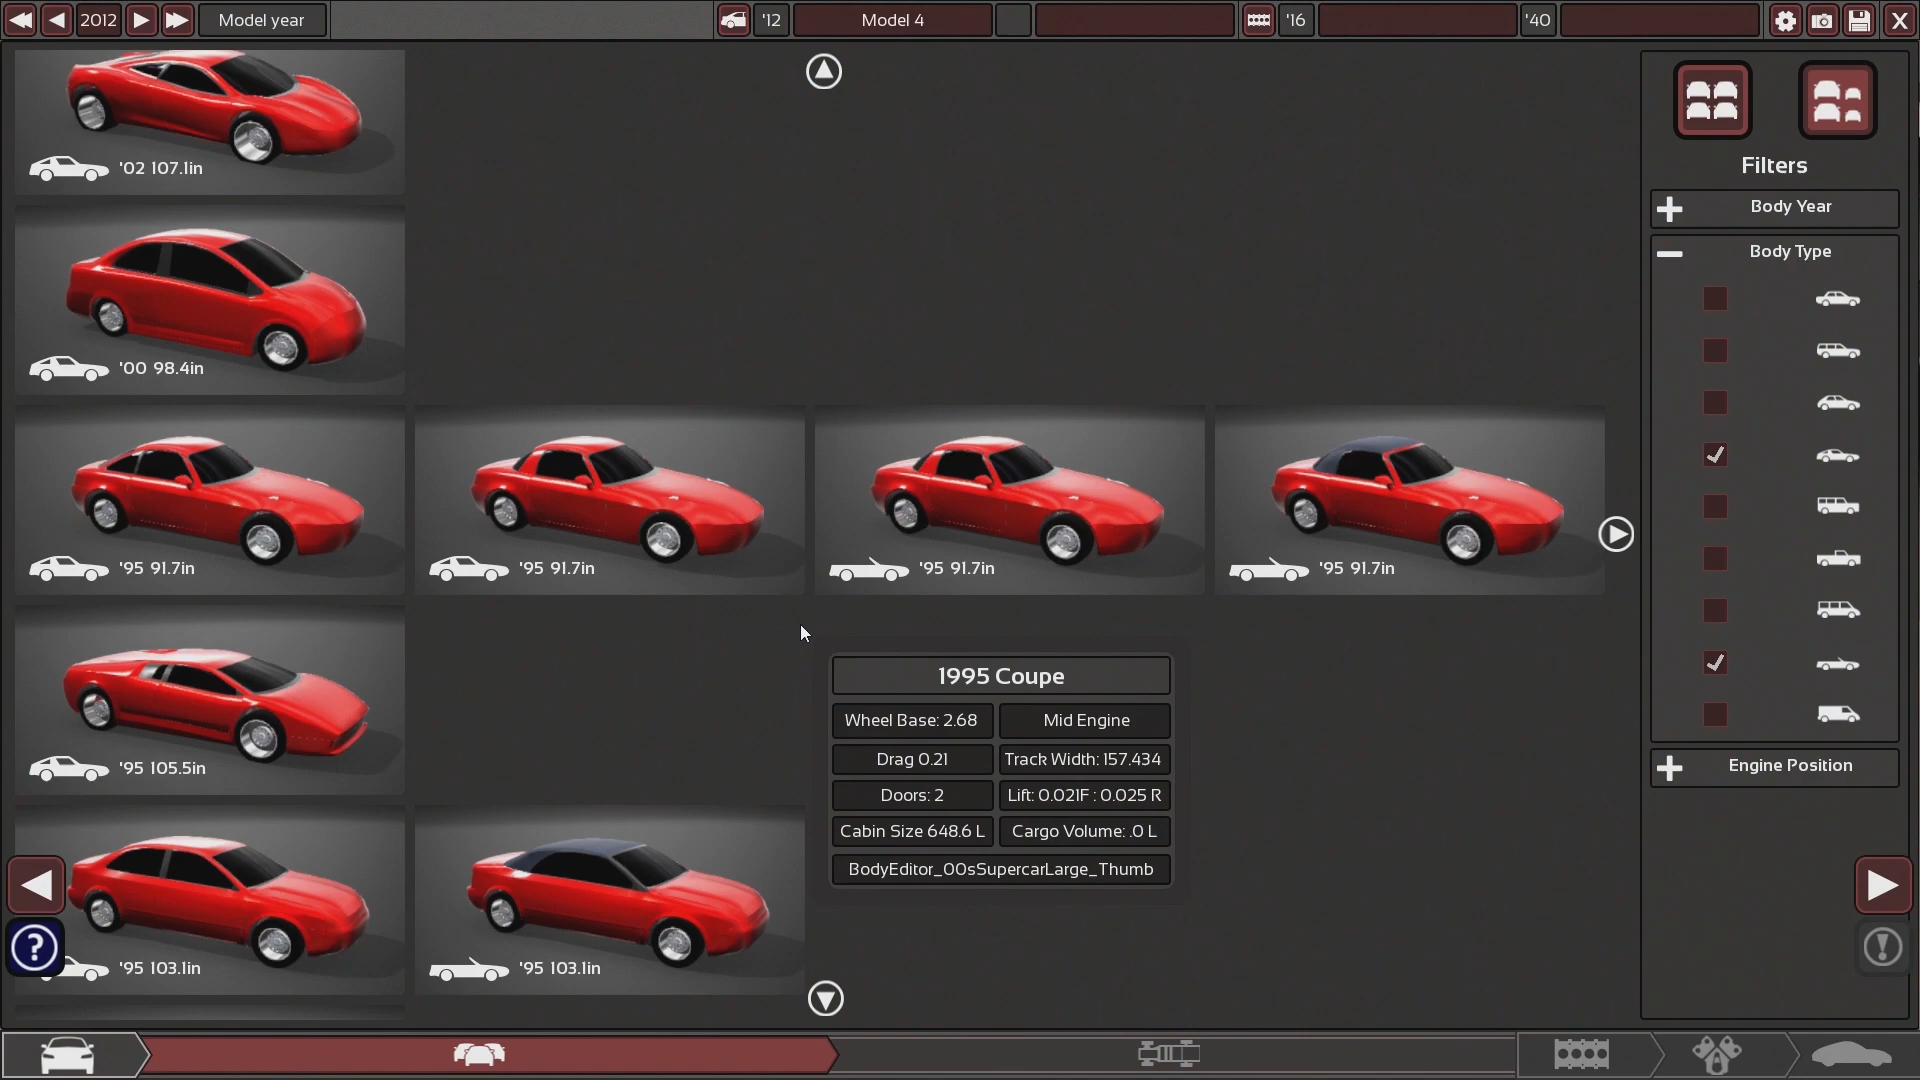 2012
Model year
'12
Model 4
'16
'40
'02 107.1in
'00 98.4in
'95 91.7in
'95 91.7in
'95 91.7in
'95 91.7in
'95 105.5in
'95 103.1in
'95 103.1in
1995 Coupe
Wheel Base: 2.68
Mid Engine
Drag 0.21
Track Width: 157.434
Doors: 2
Lift: 0.021F : 0.025 R
Cabin Size 648.6 L
Cargo Volume: .0 L
BodyEditor_00sSupercarLarge_Thumb
Filters
Body Year
Body Type
Engine Position